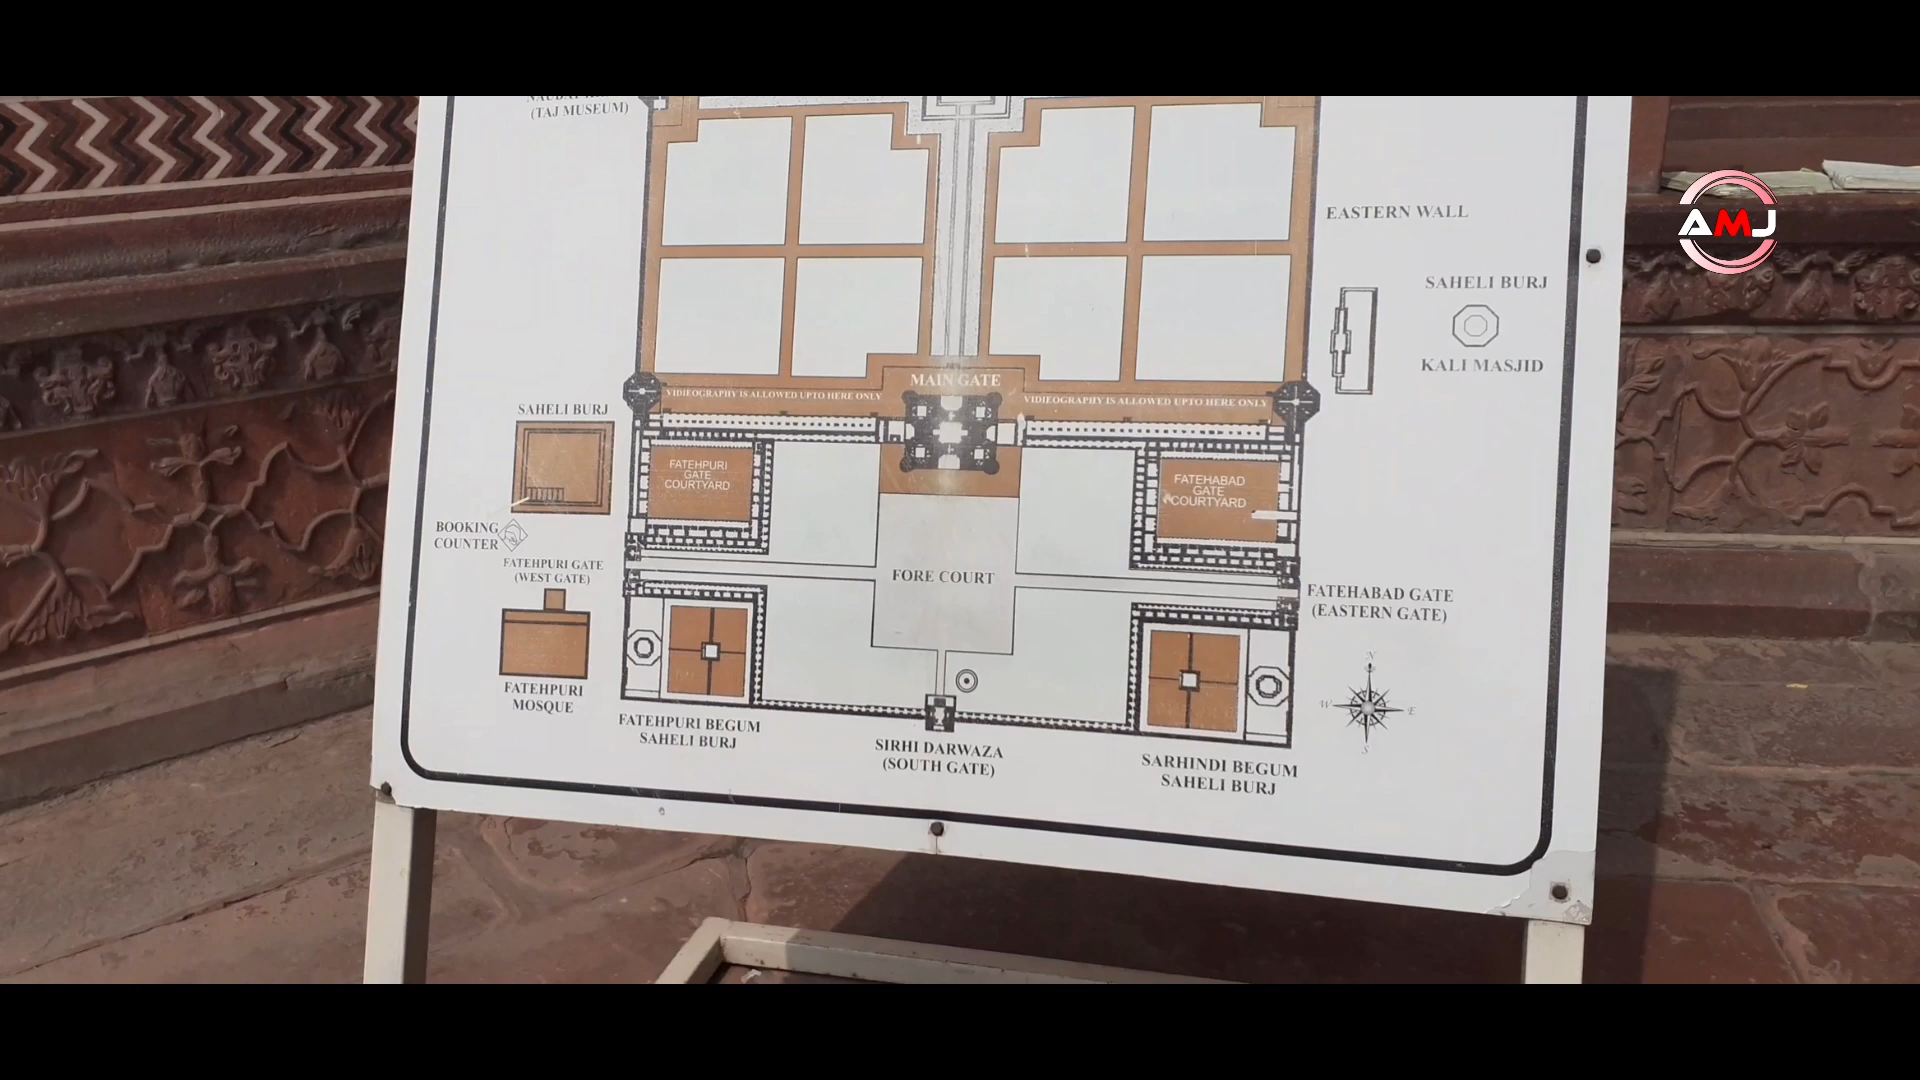 (TAJ MUSEUM)
AMJ
EASTERN WALL
SAHELI BURJ
KALI MASJID
MAIN GATE
VIDIEOGRAPHY IS ALLOWED UPTO HERE ONLY
VIDIEOGRAPHY IS ALLOWED UPTO HERE ONLY
SAHELI BURJ
FATEHPURI
GATE
COURTYARD
FATEHABAD
GATE
COURTYARD
BOOKING
COUNTER
FATEHPURI GATE
(WEST GATE)
FORE COURT
FATEHABAD GATE
(EASTERN GATE)
FATEHPURI
MOSQUE
N
W
E
S
FATEHPURI BEGUM
SAHELI BURJ
SIRHI DARWAZA
(SOUTH GATE)
SARHINDI BEGUM
SAHELI BURJ